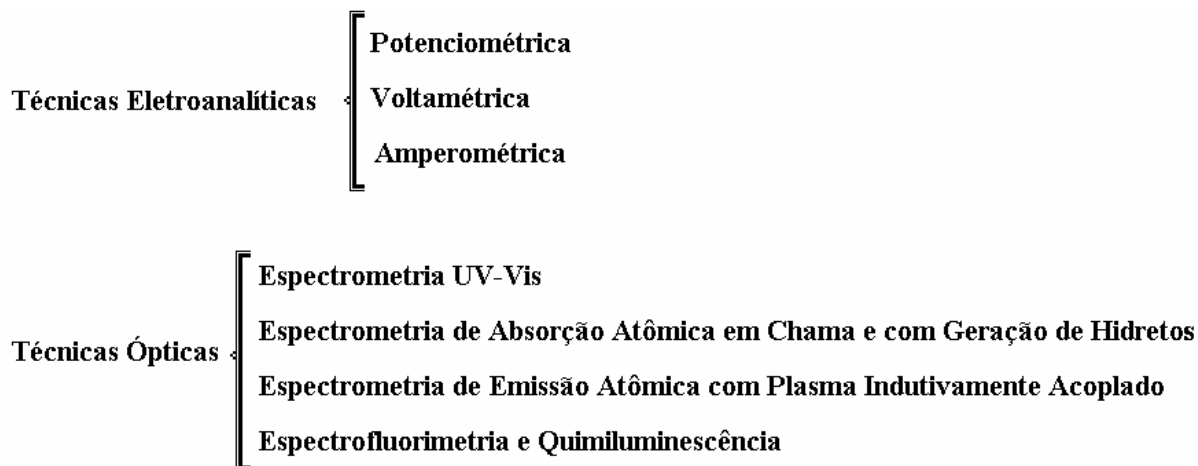 Potenciométrica
Técnicas Eletroanalíticas
Voltamétrica
Amperométrica
Espectrometria UV-Vis
Espectrometria de Absorção Atômica em Chama e com Geração de Hidretos
Técnicas Ópticas
Espectrometria de Emissão Atômica com Plasma Indutivamente Acoplado
Espectrofluorimetria e Quimiluminescência